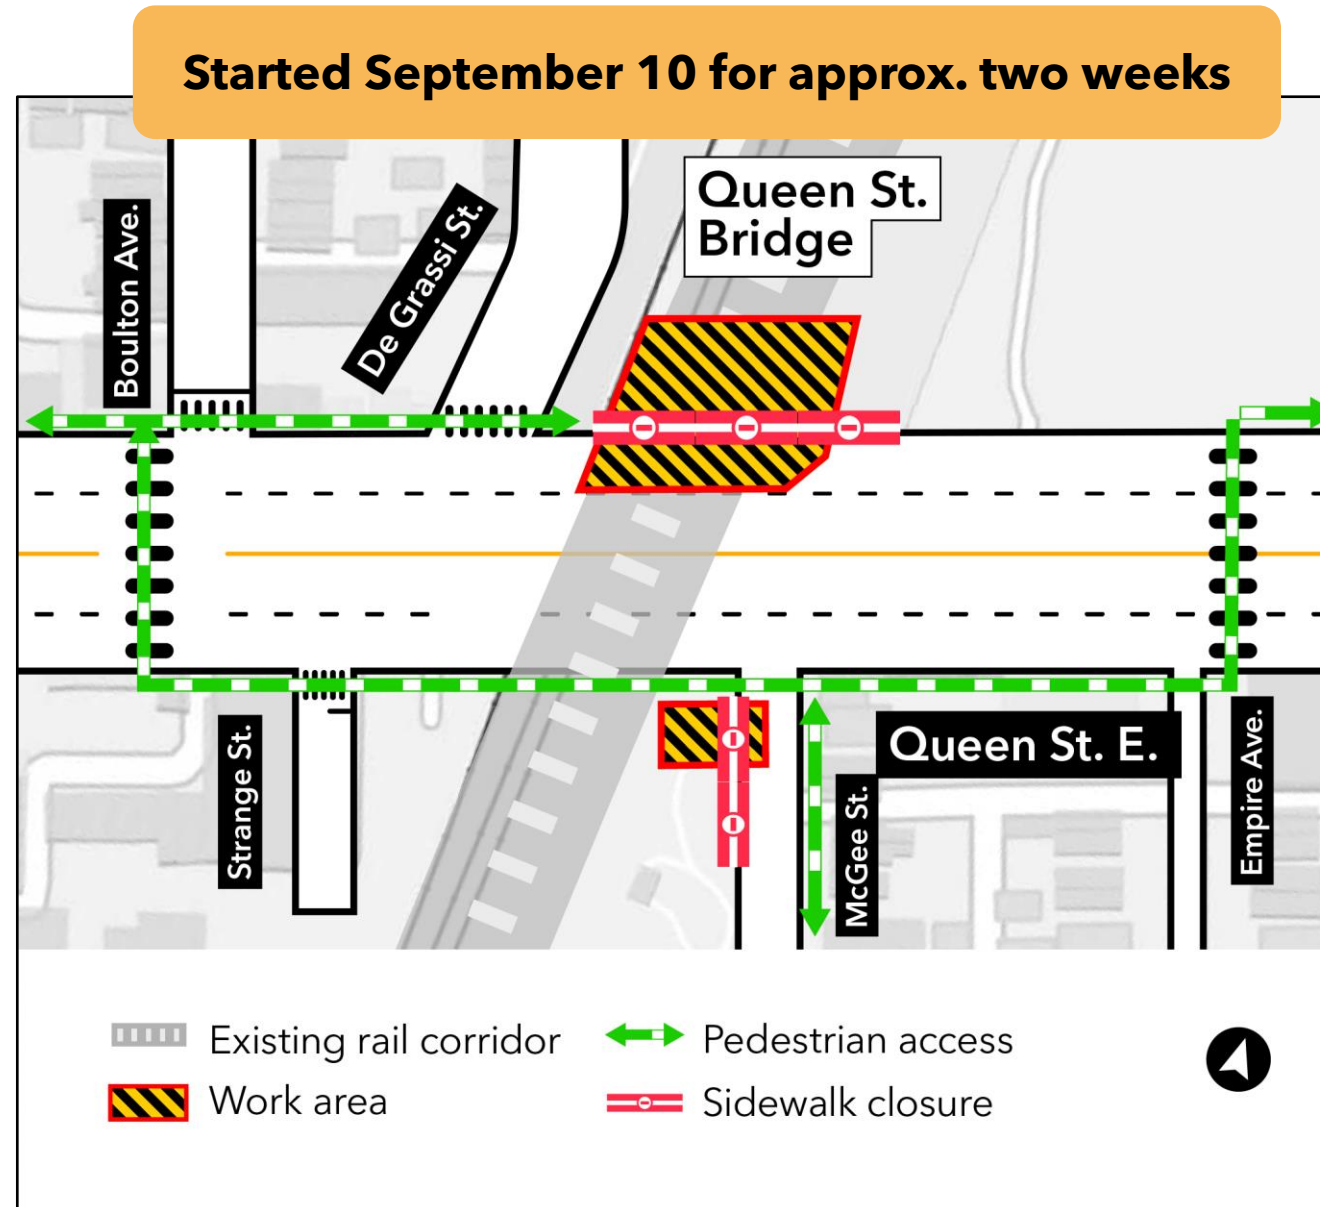 Started September 10 for approx. two weeks
Queen St.
Bridge
Boulton Ave.
De Grassi St.
Strange St.
Queen St. E.
McGee St.
Empire Ave.
Existing rail corridor
Pedestrian access
Work area
Sidewalk closure